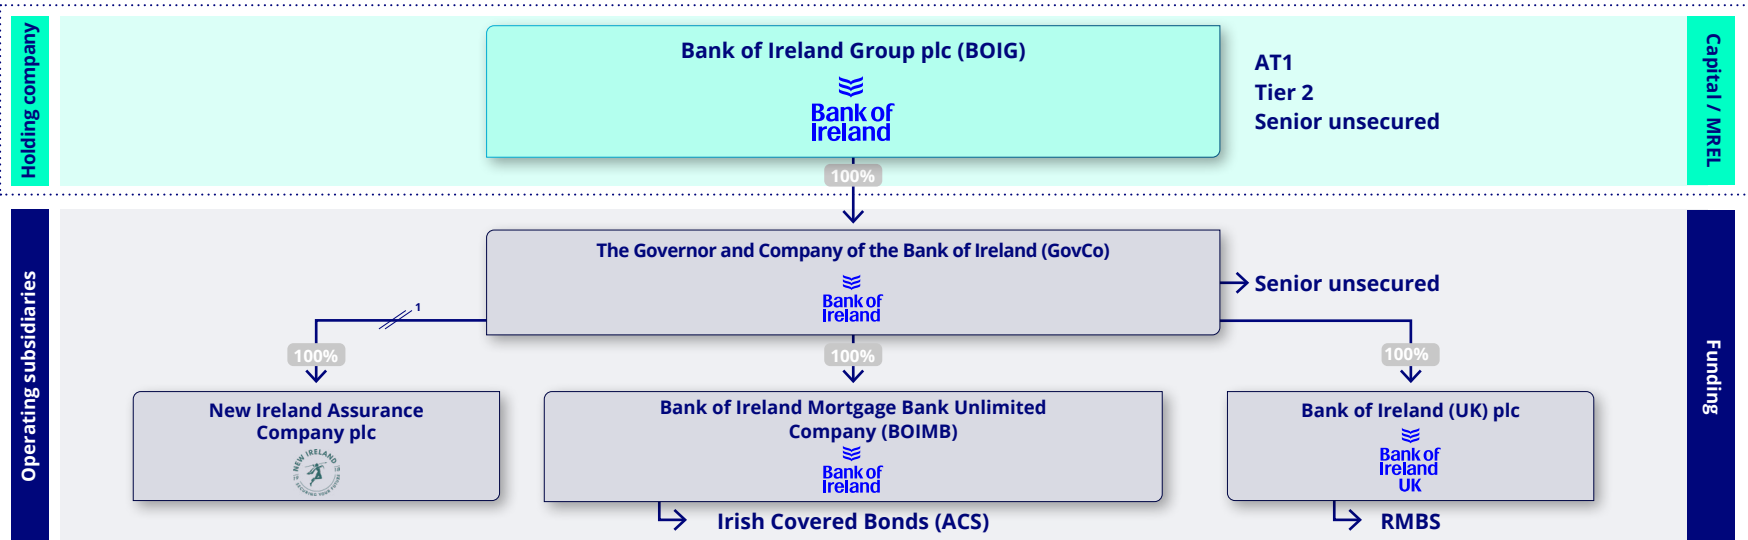 Holding company
Bank of Ireland Group plc (BOIG)
Bank of
Ireland
AT1
Tier 2
Senior unsecured
Capital / MREL
100%
Operating subsidiaries
The Governor and Company of the Bank of Ireland (GovCo)
Bank of
Ireland
Senior unsecured
1
100%
100%
100%
Funding
New Ireland Assurance
Company plc
NEW IRELAND
SECURING YOUR FUTURE
Bank of Ireland Mortgage Bank Unlimited
Company (BOIMB)
Bank of
Ireland
Bank of Ireland (UK) plc
Bank of
Ireland
UK
Irish Covered Bonds (ACS)
RMBS